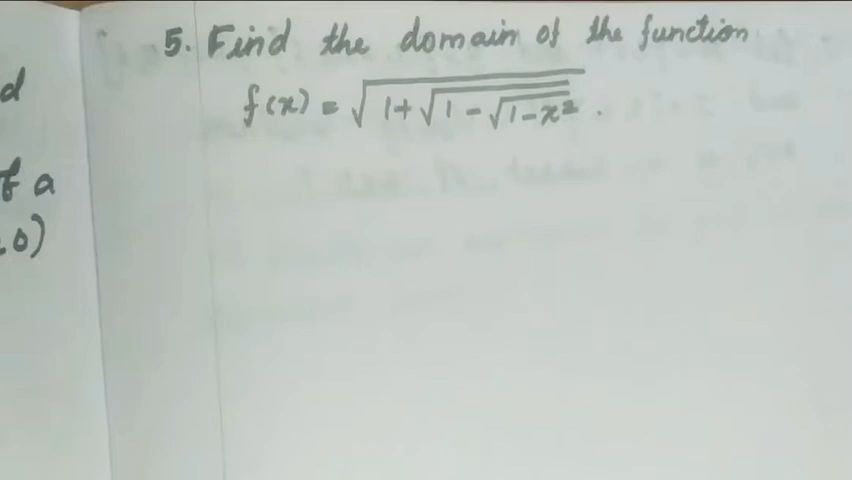 d
5. Find the domain of the function
f(x) = √(1+√(1-√(1-x²))) .
f a
.0)